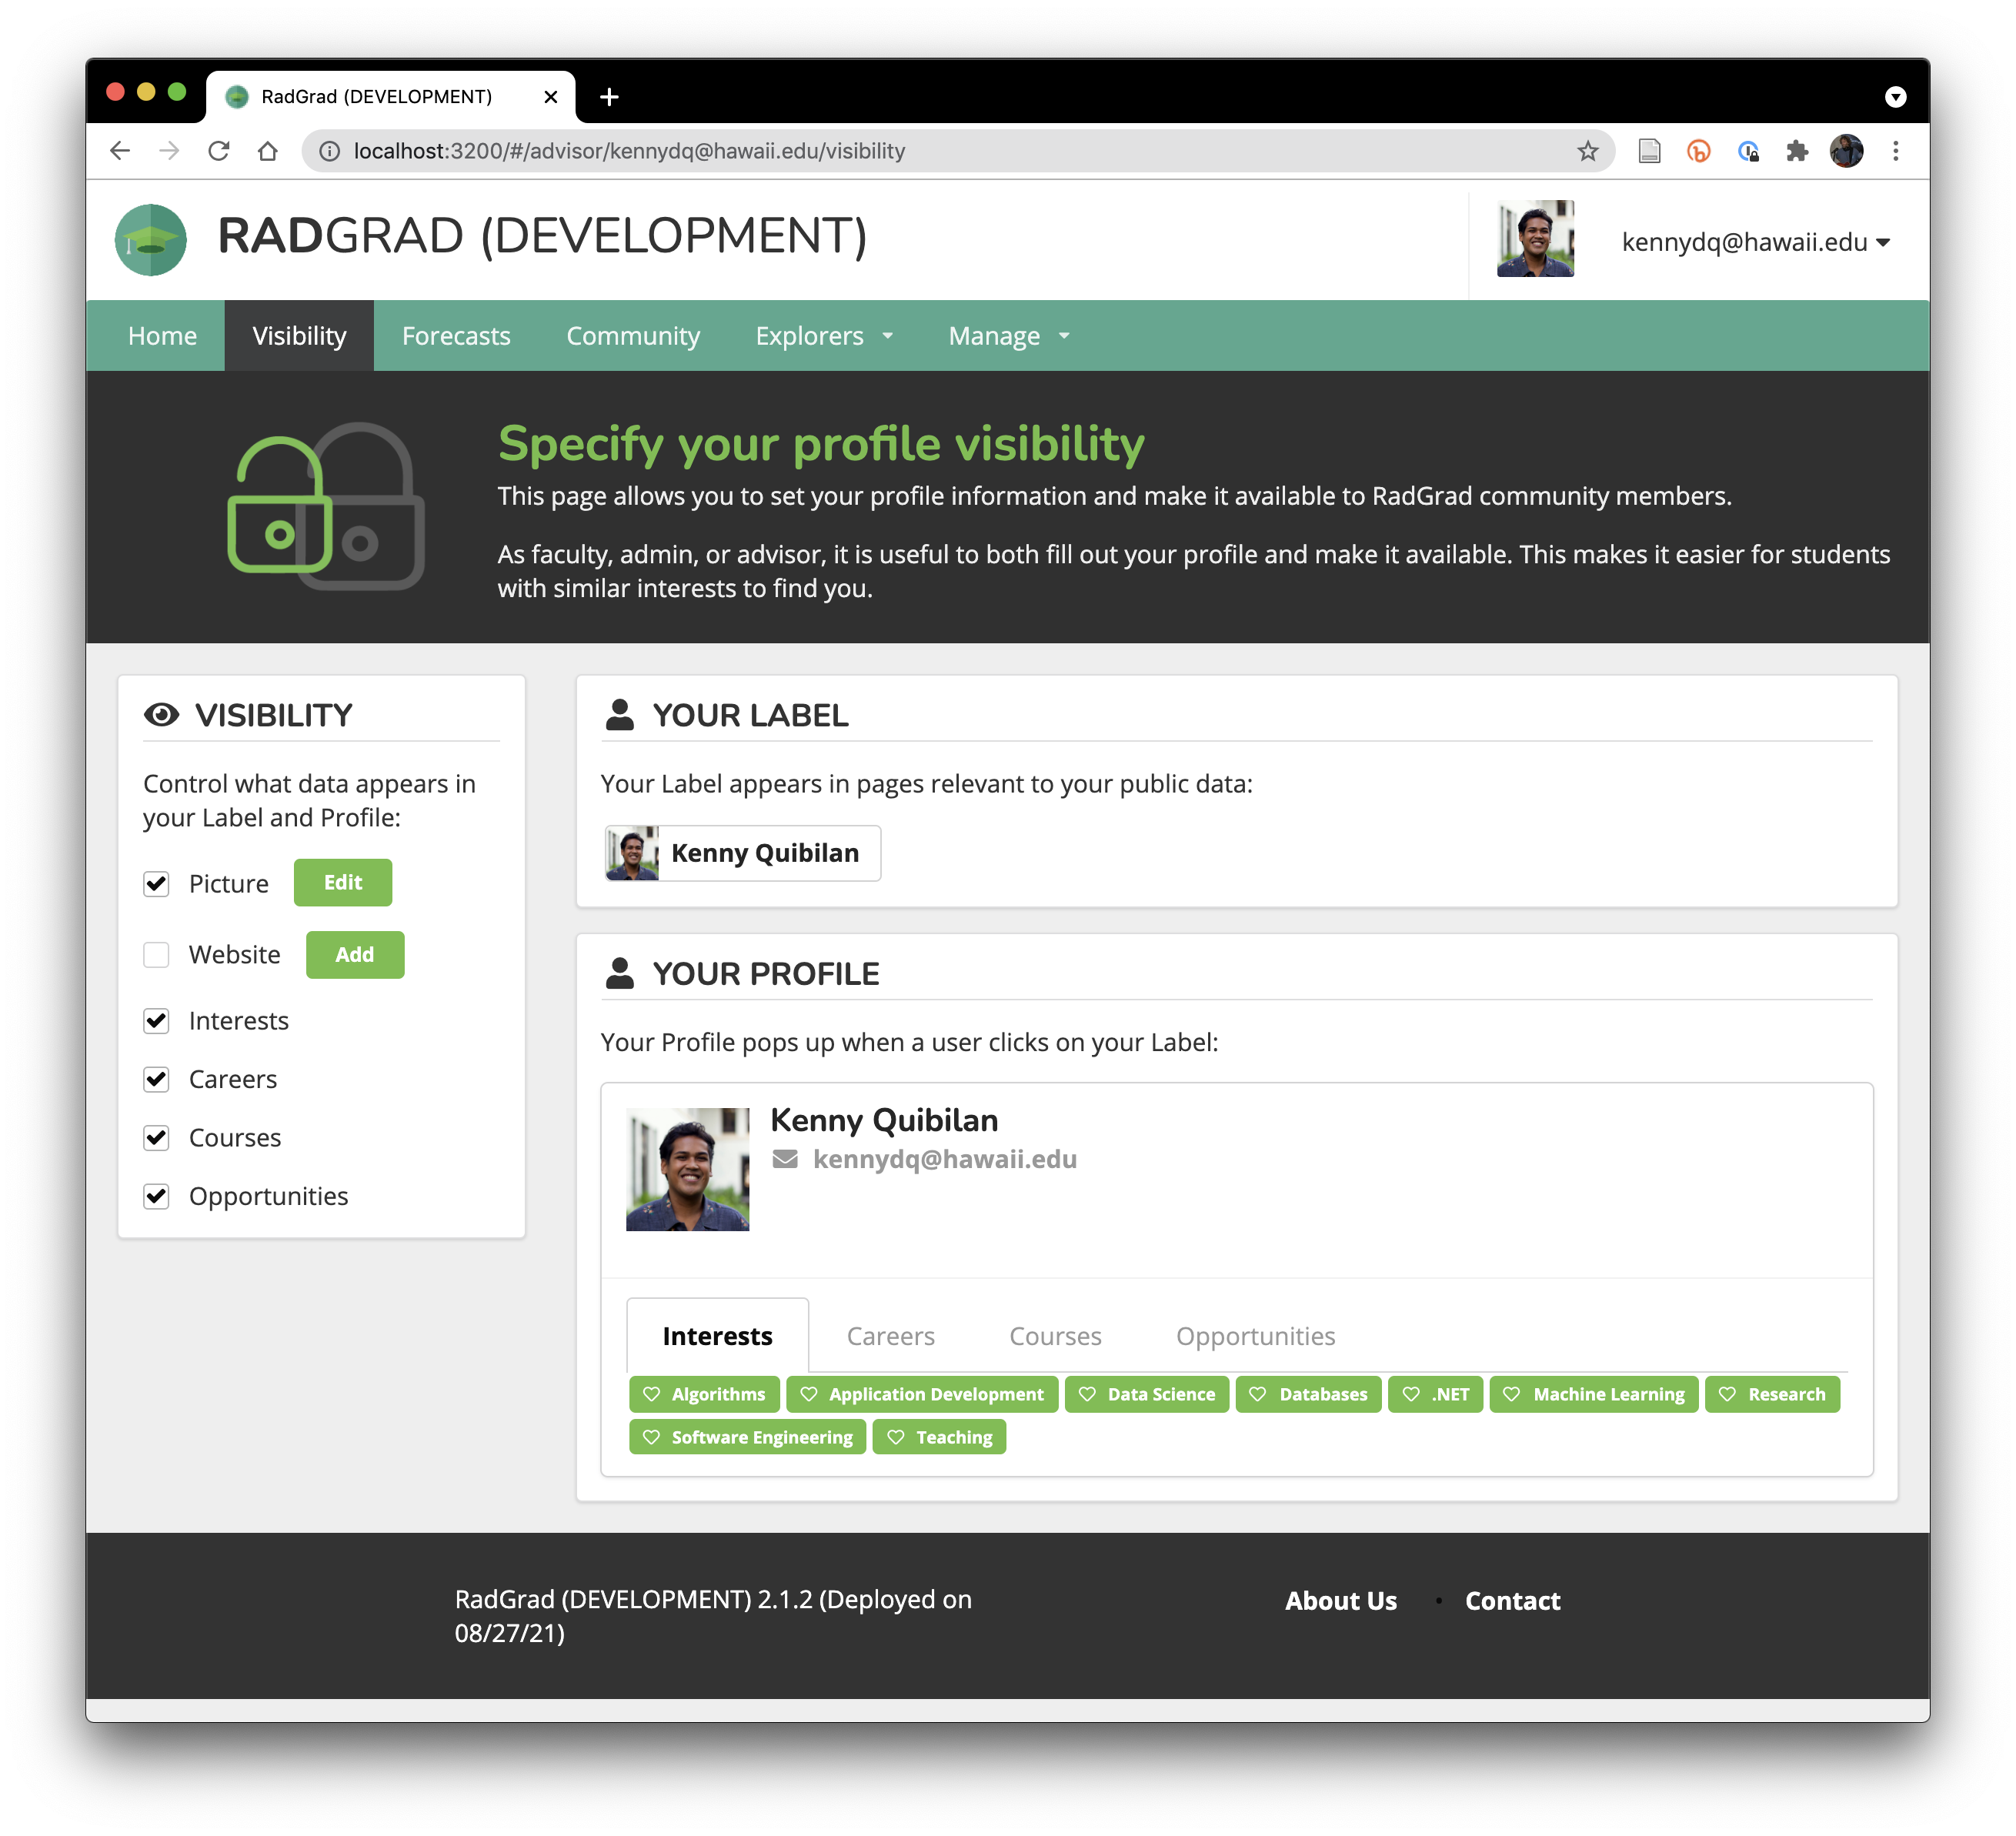 RadGrad (DEVELOPMENT)
localhost:3200/#/advisor/kennydq@hawaii.edu/visibility
RADGRAD (DEVELOPMENT)
kennydq@hawaii.edu
Home Visibility Forecasts Community Explorers Manage
Specify your profile visibility
This page allows you to set your profile information and make it available to RadGrad community members.
As faculty, admin, or advisor, it is useful to both fill out your profile and make it available. This makes it easier for students
with similar interests to find you.
VISIBILITY
Control what data appears in
your Label and Profile:
Picture Edit
Website Add
Interests
Careers
Courses
Opportunities
YOUR LABEL
Your Label appears in pages relevant to your public data:
Kenny Quibilan
YOUR PROFILE
Your Profile pops up when a user clicks on your Label:
Kenny Quibilan
kennydq@hawaii.edu
Interests Careers Courses Opportunities
Algorithms Application Development Data Science Databases .NET Machine Learning Research
Software Engineering Teaching
RadGrad (DEVELOPMENT) 2.1.2 (Deployed on
08/27/21)
About Us • Contact